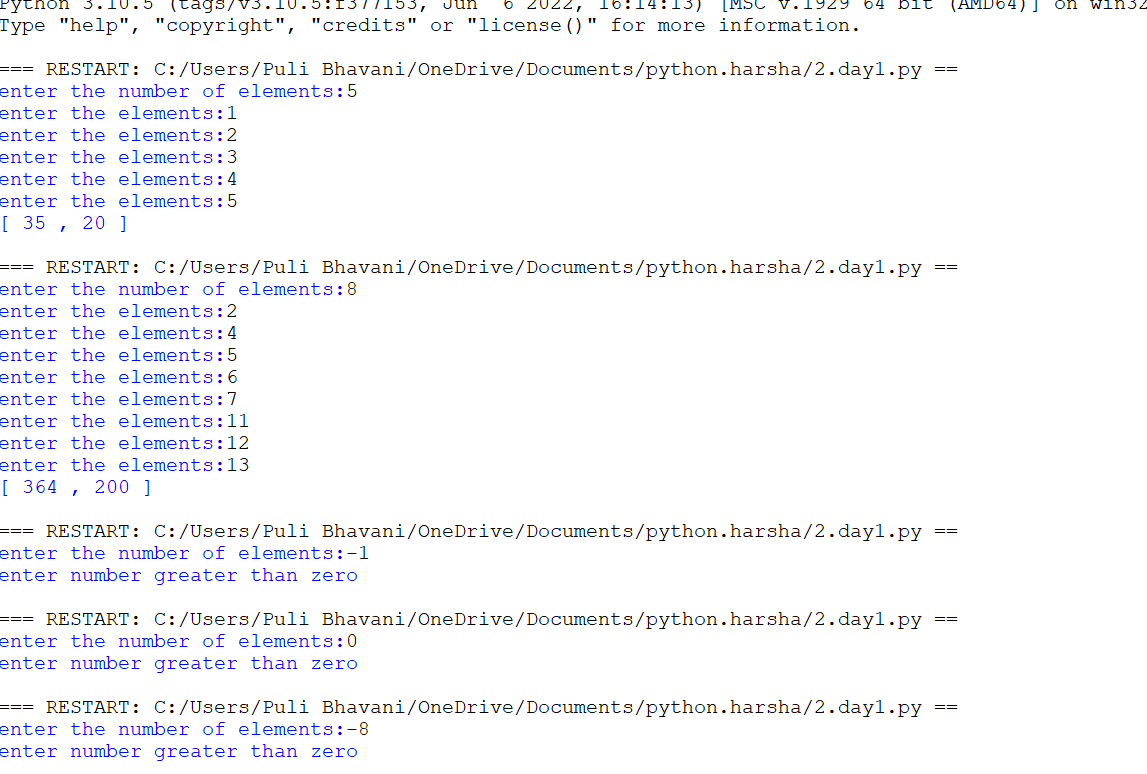 Python 3.10.5 (tags/v3.10.5:f377153, Jun  6 2022, 16:14:13) [MSC v.1929 64 bit (AMD64)] on win32
Type "help", "copyright", "credits" or "license()" for more information.
=== RESTART: C:/Users/Puli Bhavani/OneDrive/Documents/python.harsha/2.day1.py ==
enter the number of elements:5
enter the elements:1
enter the elements:2
enter the elements:3
enter the elements:4
enter the elements:5
[ 35 , 20 ]
=== RESTART: C:/Users/Puli Bhavani/OneDrive/Documents/python.harsha/2.day1.py ==
enter the number of elements:8
enter the elements:2
enter the elements:4
enter the elements:5
enter the elements:6
enter the elements:7
enter the elements:11
enter the elements:12
enter the elements:13
[ 364 , 200 ]
=== RESTART: C:/Users/Puli Bhavani/OneDrive/Documents/python.harsha/2.day1.py ==
enter the number of elements:-1
enter number greater than zero
=== RESTART: C:/Users/Puli Bhavani/OneDrive/Documents/python.harsha/2.day1.py ==
enter the number of elements:0
enter number greater than zero
=== RESTART: C:/Users/Puli Bhavani/OneDrive/Documents/python.harsha/2.day1.py ==
enter the number of elements:-8
enter number greater than zero